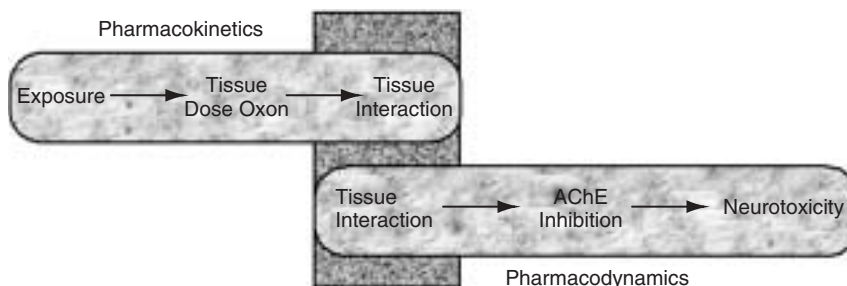 Pharmacokinetics
Exposure
Tissue
Dose Oxon
Tissue
Interaction
Tissue
Interaction
AChE
Inhibition
Neurotoxicity
Pharmacodynamics